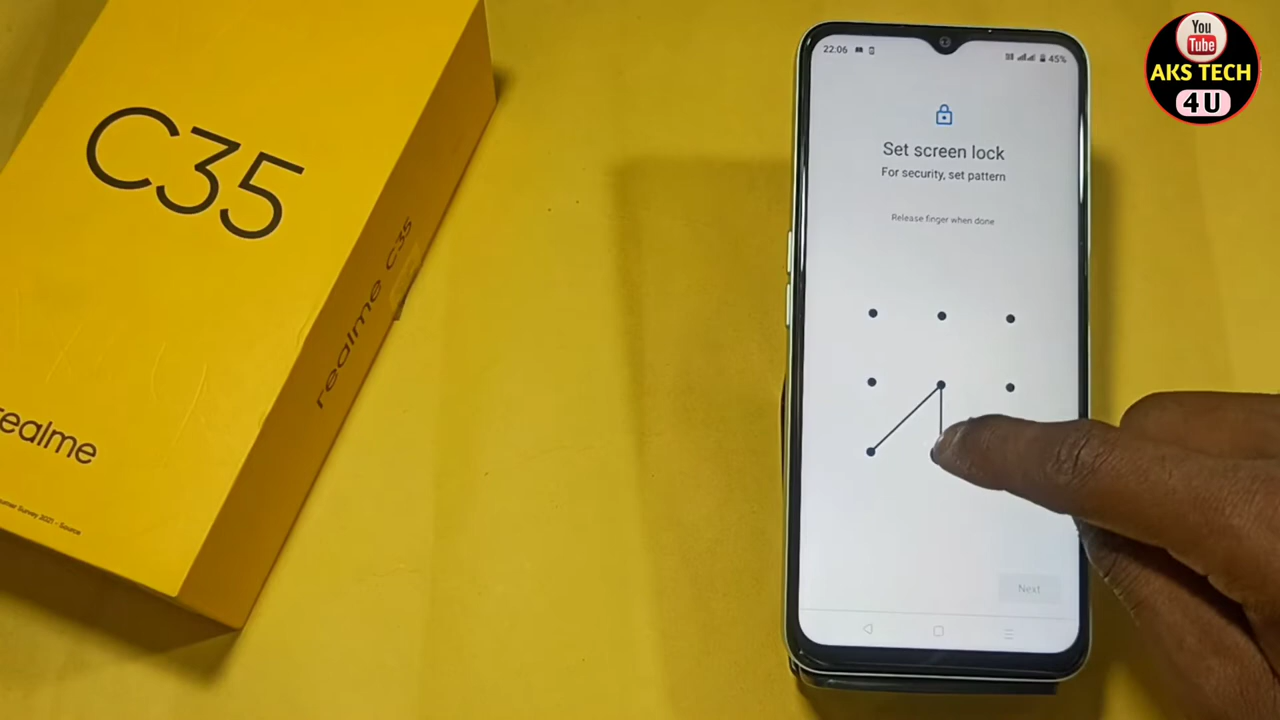 C35
realme
realme C35
22:06
45%
Set screen lock
For security, set pattern
Release finger when done
Next
You
Tube
AKS TECH
4U